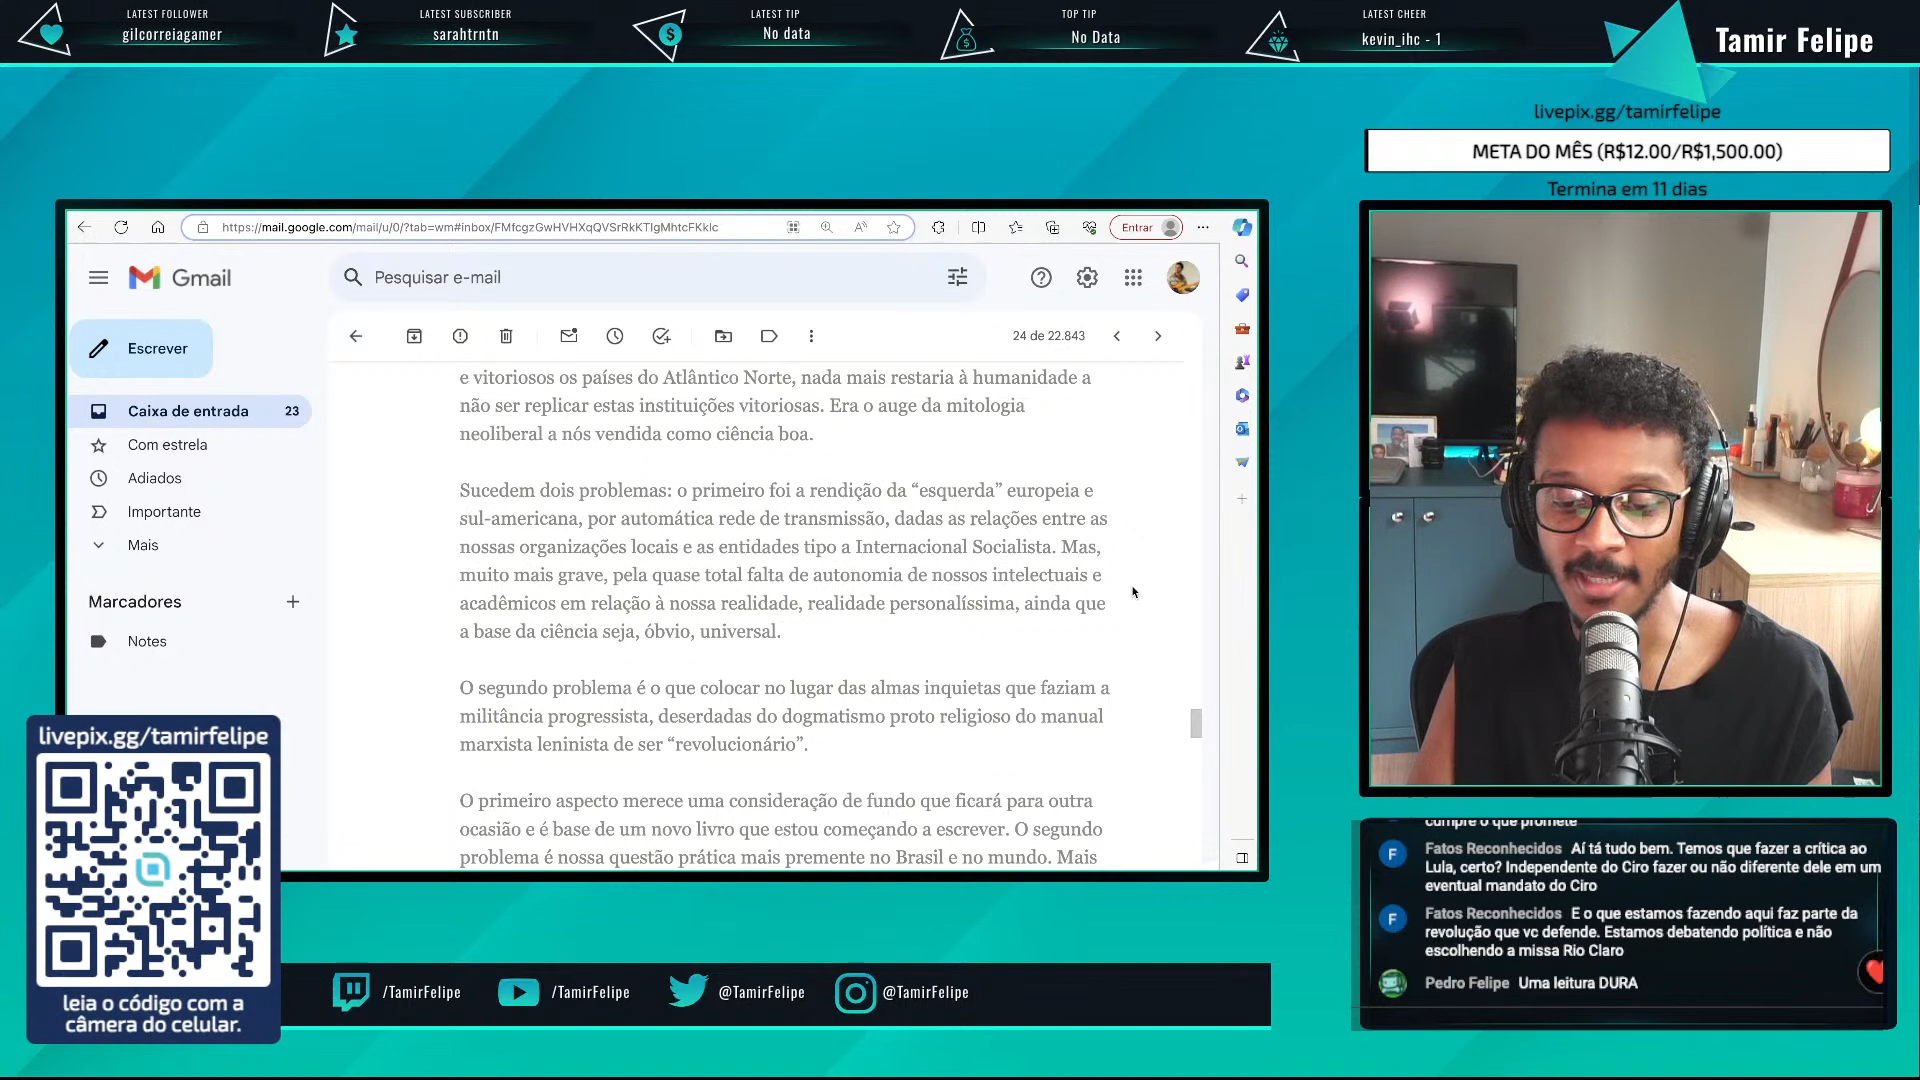 LATEST FOLLOWER
gilcorreiagamer
LATEST SUBSCRIBER
sarahtrntn
LATEST TIP
No data
TOP TIP
No Data
LATEST CHEER
kevin_ihc - 1
Tamir Felipe
livepix.gg/tamirfelipe
META DO MÊS (R$12.00/R$1,500.00)
Termina em 11 dias
https://mail.google.com/mail/u/0/?tab=wm#inbox/FMfcgzGwHVHXqQVSrRkKTlgMhtcFKklc
Entrar
Gmail
Pesquisar e-mail
Escrever
24 de 22.843
Caixa de entrada 23
Com estrela
Adiados
Importante
Mais
Marcadores
Notes
e vitoriosos os países do Atlântico Norte, nada mais restaria à humanidade a
não ser replicar estas instituições vitoriosas. Era o auge da mitologia
neoliberal a nós vendida como ciência boa.
Sucedem dois problemas: o primeiro foi a rendição da “esquerda” europeia e
sul-americana, por automática rede de transmissão, dadas as relações entre as
nossas organizações locais e as entidades tipo a Internacional Socialista. Mas,
muito mais grave, pela quase total falta de autonomia de nossos intelectuais e
acadêmicos em relação à nossa realidade, realidade personalíssima, ainda que
a base da ciência seja, óbvio, universal.
O segundo problema é o que colocar no lugar das almas inquietas que faziam a
militância progressista, deserdadas do dogmatismo proto religioso do manual
marxista leninista de ser “revolucionário”.
O primeiro aspecto merece uma consideração de fundo que ficará para outra
ocasião e é base de um novo livro que estou começando a escrever. O segundo
problema é nossa questão prática mais premente no Brasil e no mundo. Mais
livepix.gg/tamirfelipe
leia o código com a
câmera do celular.
/TamirFelipe
/TamirFelipe
@TamirFelipe
@TamirFelipe
cumpre o que promete
F
Fatos Reconhecidos Aí tá tudo bem. Temos que fazer a crítica ao
Lula, certo? Independente do Ciro fazer ou não diferente dele em um
eventual mandato do Ciro
F
Fatos Reconhecidos E o que estamos fazendo aqui faz parte da
revolução que vc defende. Estamos debatendo política e não
escolhendo a missa Rio Claro
Pedro Felipe Uma leitura DURA